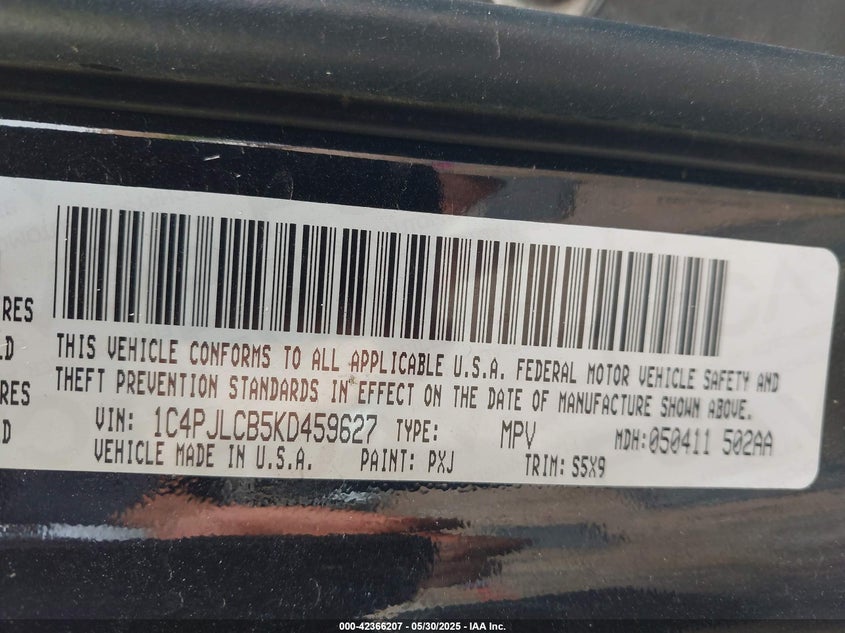 RES
THIS VEHICLE CONFORMS TO ALL APPLICABLE U.S.A. FEDERAL MOTOR VEHICLE SAFETY AND
THEFT PREVENTION STANDARDS IN EFFECT ON THE DATE OF MANUFACTURE SHOWN ABOVE.
D
RES
D
VIN: 1C4PJLCB5KD459627 TYPE: MPV MDH:050411 502AA
VEHICLE MADE IN U.S.A. PAINT: PXJ TRIM: S5X9
000-42366207 - 05/30/2025 - IAA Inc.